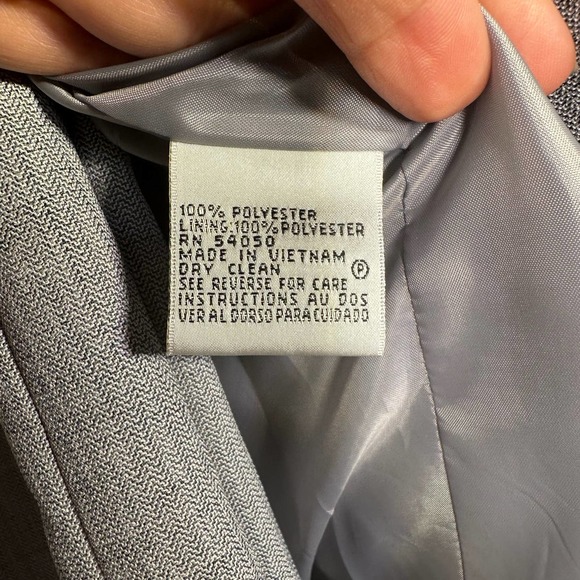 100% POLYESTER
LINING:100%POLYESTER
RN 54050
MADE IN VIETNAM
DRY CLEAN Ⓟ
SEE REVERSE FOR CARE
INSTRUCTIONS AU DOS
VER AL DORSO PARA CUIDADO